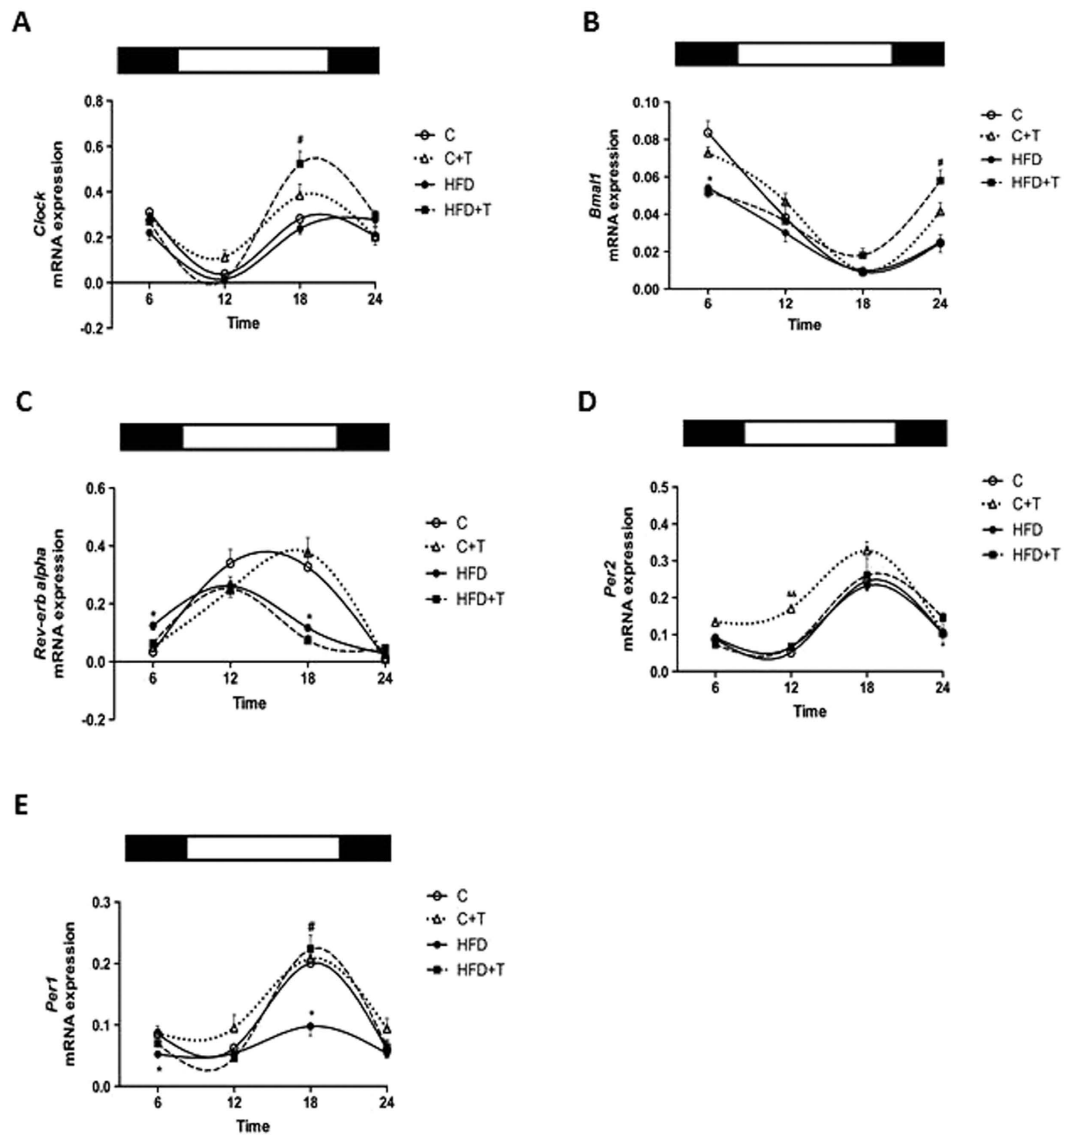 A
0.8
0.6
0.4
0.2
0.0
-0.2
Clock
mRNA expression
#
6
12
18
24
Time
C
C+T
HFD
HFD+T
B
0.10
0.08
0.06
0.04
0.02
0.00
Bmal1
mRNA expression
*
#
6
12
18
24
Time
C
C+T
HFD
HFD+T
C
0.6
0.4
0.2
0.0
-0.2
Rev-erb alpha
mRNA expression
*
*
6
12
18
24
Time
C
C+T
HFD
HFD+T
D
0.5
0.4
0.3
0.2
0.1
0.0
Per2
mRNA expression
*
6
12
18
24
Time
C
C+T
HFD
HFD+T
E
0.3
0.2
0.1
0.0
Per1
mRNA expression
#
*
*
6
12
18
24
Time
C
C+T
HFD
HFD+T